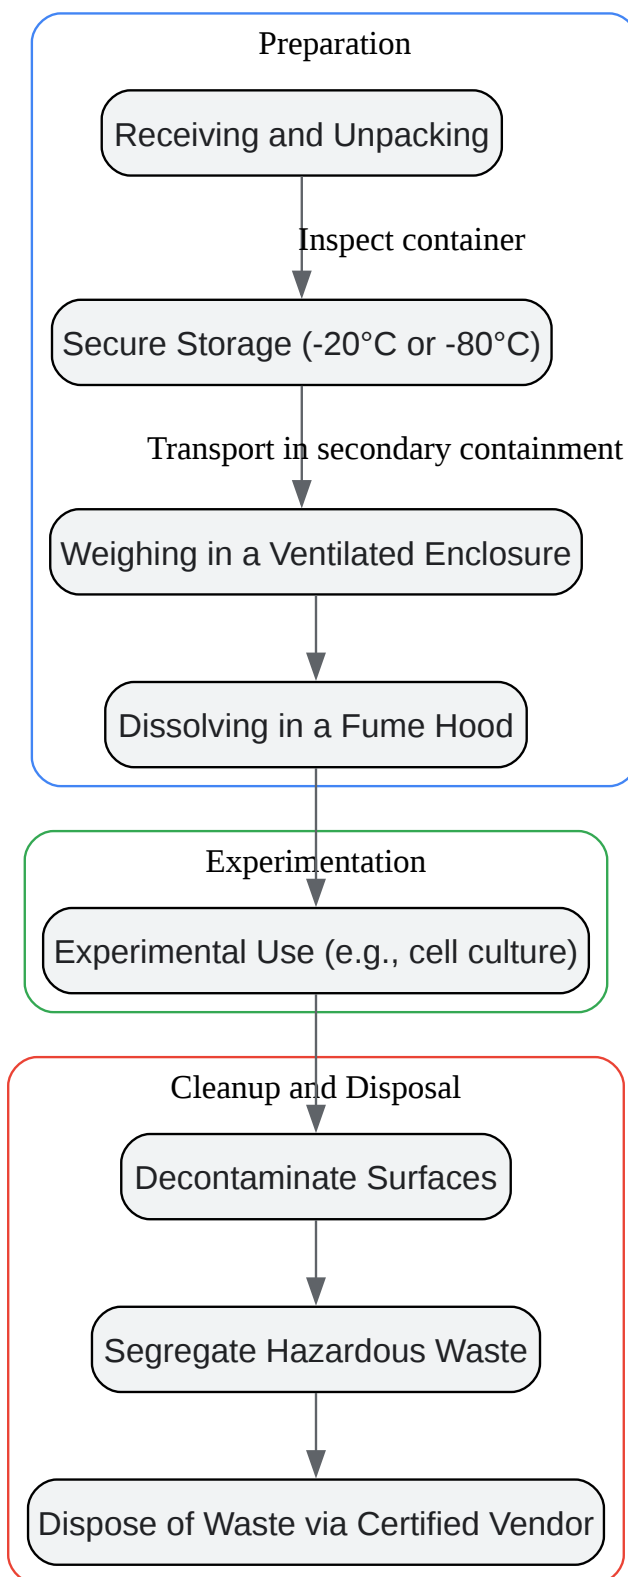 Preparation
Receiving and Unpacking
Inspect container
Secure Storage (-20°C or -80°C)
Transport in secondary containment
Weighing in a Ventilated Enclosure
Dissolving in a Fume Hood
Experimentation
Experimental Use (e.g., cell culture)
Cleanup and Disposal
Decontaminate Surfaces
Segregate Hazardous Waste
Dispose of Waste via Certified Vendor